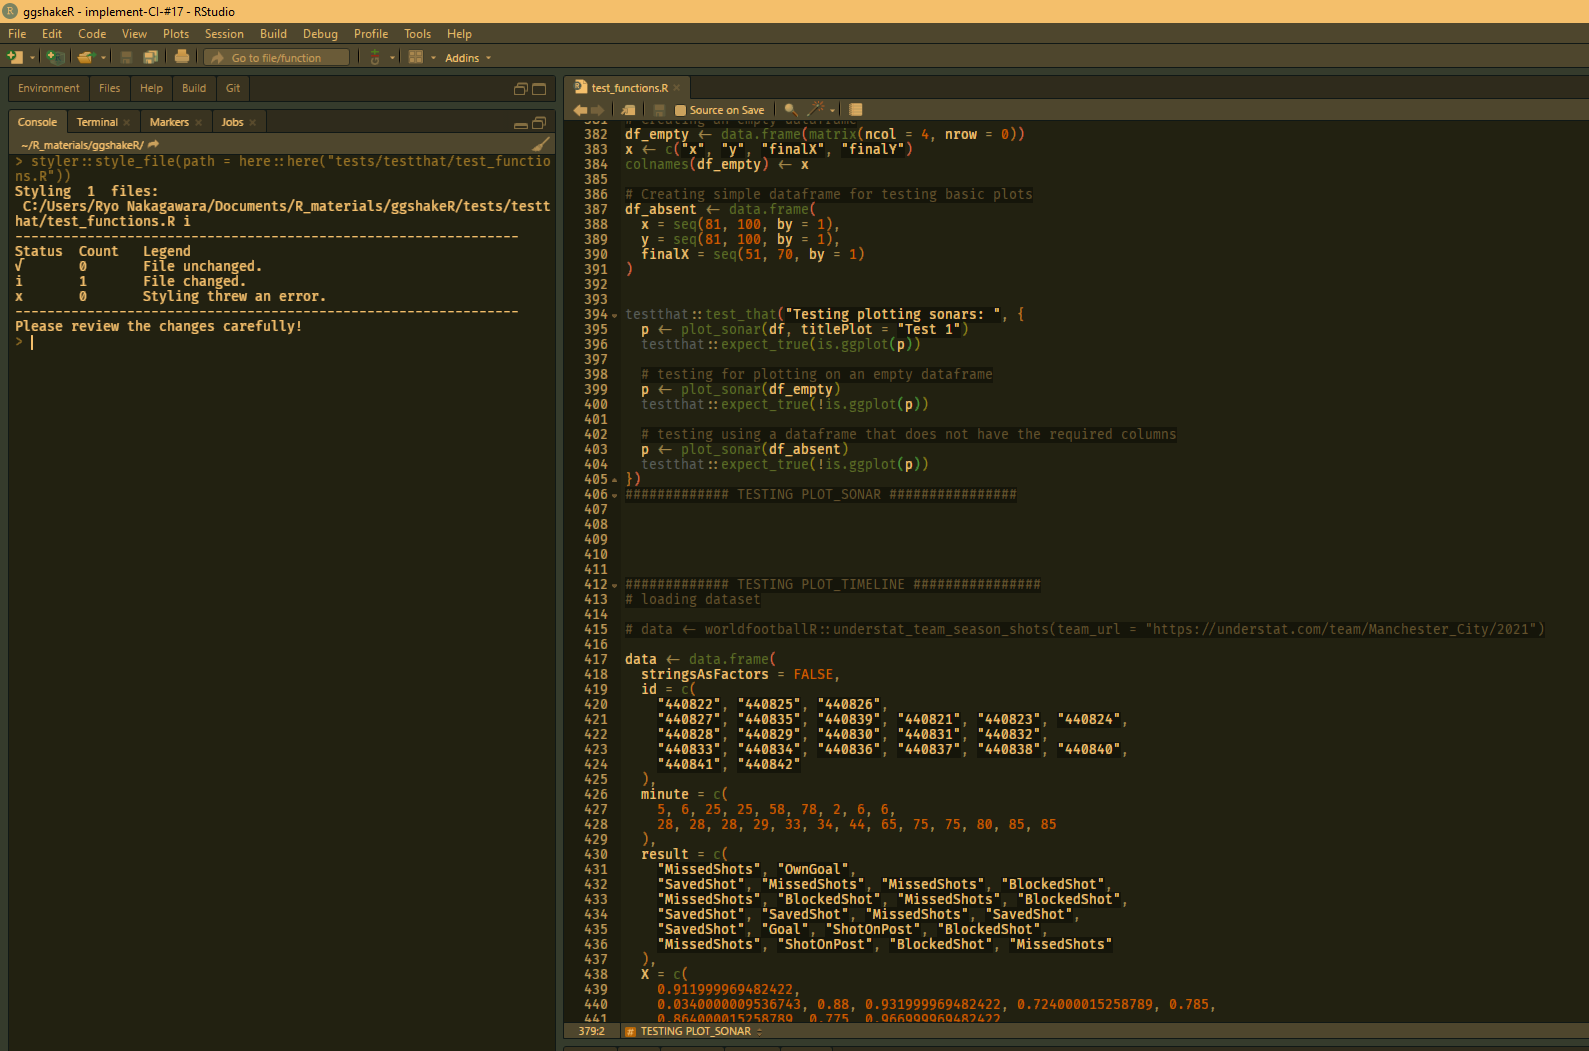 ggshakeR - implement-CI-#17 - RStudio
File Edit Code View Plots Session Build Debug Profile Tools Help
Go to file/function Addins
Environment Files Help Build Git
Console Terminal Markers Jobs
~/R_materials/ggshakeR/
> styler::style_file(path = here::here("tests/testthat/test_functio
ns.R"))
Styling 1 files:
C:/Users/Ryo Nakagawara/Documents/R_materials/ggshakeR/tests/testt
hat/test_functions.R i
----------------------------------------------------------------
Status Count Legend
√ 0 File unchanged.
i 1 File changed.
x 0 Styling threw an error.
----------------------------------------------------------------
Please review the changes carefully!
>
test_functions.R
Source on Save
381 # Creating an empty dataframe
382 df_empty <- data.frame(matrix(ncol = 4, nrow = 0))
383 x <- c("x", "y", "finalX", "finalY")
384 colnames(df_empty) <- x
385
386 # Creating simple dataframe for testing basic plots
387 df_absent <- data.frame(
388 x = seq(81, 100, by = 1),
389 y = seq(81, 100, by = 1),
390 finalX = seq(51, 70, by = 1)
391 )
392
393
394 testthat::test_that("Testing plotting sonars: ", {
395 p <- plot_sonar(df, titlePlot = "Test 1")
396 testthat::expect_true(is.ggplot(p))
397
398 # testing for plotting on an empty dataframe
399 p <- plot_sonar(df_empty)
400 testthat::expect_true(!is.ggplot(p))
401
402 # testing using a dataframe that does not have the required columns
403 p <- plot_sonar(df_absent)
404 testthat::expect_true(!is.ggplot(p))
405 })
406 ############# TESTING PLOT_SONAR ################
407
408
409
410
411
412 ############# TESTING PLOT_TIMELINE ################
413 # loading dataset
414
415 # data <- worldfootballR::understat_team_season_shots(team_url = "https://understat.com/team/Manchester_City/2021")
416
417 data <- data.frame(
418 stringsAsFactors = FALSE,
419 id = c(
420 "440822", "440825", "440826",
421 "440827", "440835", "440839", "440821", "440823", "440824",
422 "440828", "440829", "440830", "440831", "440832",
423 "440833", "440834", "440836", "440837", "440838", "440840",
424 "440841", "440842"
425 ),
426 minute = c(
427 5, 6, 25, 25, 58, 78, 2, 6, 6,
428 28, 28, 28, 29, 33, 34, 44, 65, 75, 75, 80, 85, 85
429 ),
430 result = c(
431 "MissedShots", "OwnGoal",
432 "SavedShot", "MissedShots", "MissedShots", "BlockedShot",
433 "MissedShots", "BlockedShot", "MissedShots", "BlockedShot",
434 "SavedShot", "SavedShot", "MissedShots", "SavedShot",
435 "SavedShot", "Goal", "ShotOnPost", "BlockedShot",
436 "MissedShots", "ShotOnPost", "BlockedShot", "MissedShots"
437 ),
438 X = c(
439 0.911999969482422,
440 0.0340000009536743, 0.88, 0.931999969482422, 0.724000015258789, 0.785,
441 0.864000015258789, 0.775, 0.966999969482422
379:2 # TESTING PLOT_SONAR